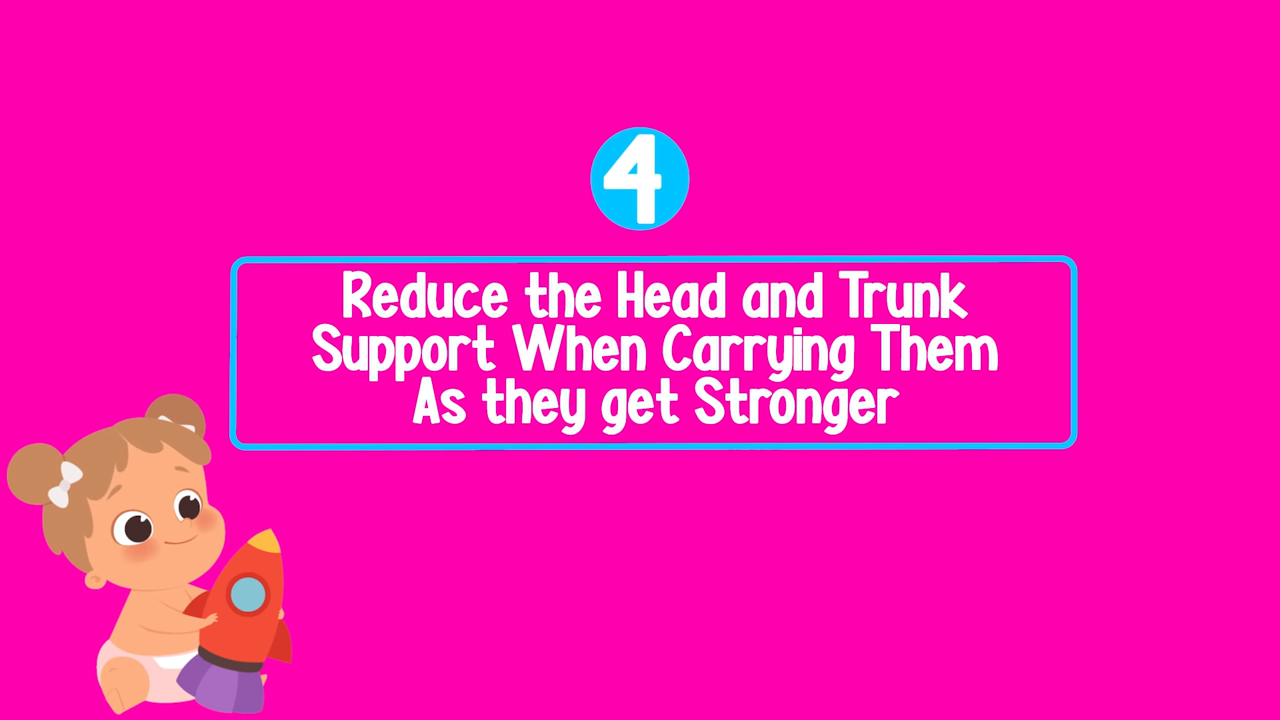 4
Reduce the Head and Trunk
Support When Carrying Them
As they get Stronger